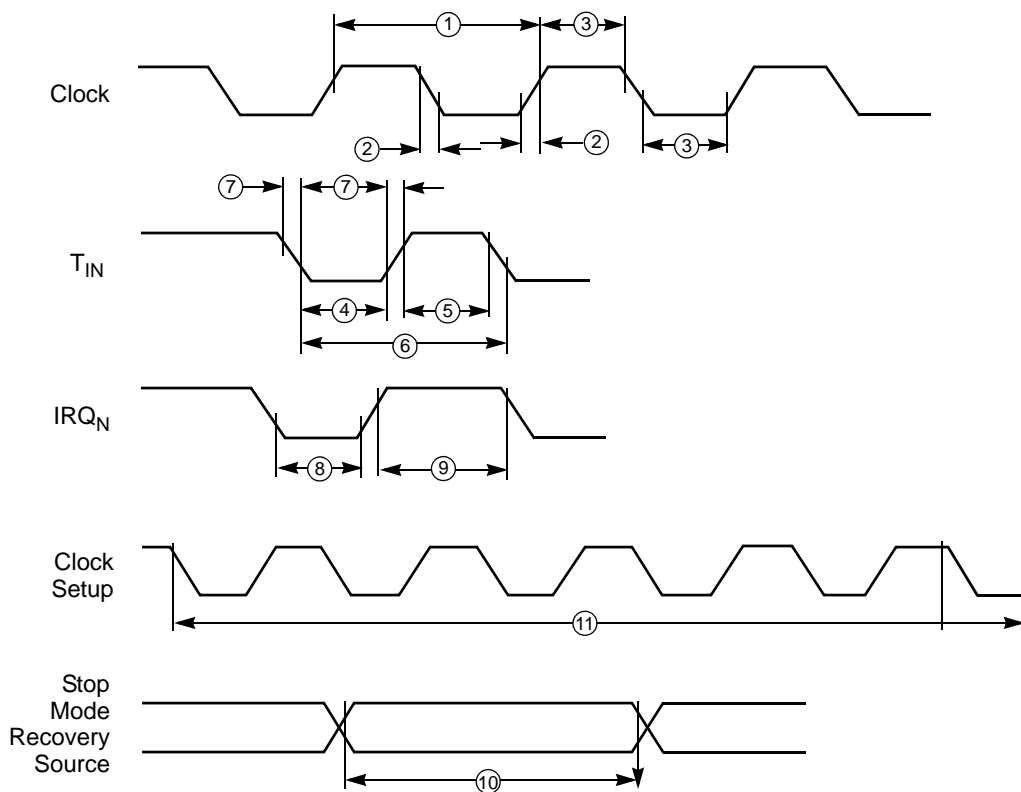 1
3
Clock
2
2
3
7
7
T_IN
4
5
6
IRQ_N
8
9
Clock
Setup
11
Stop
Mode
Recovery
Source
10